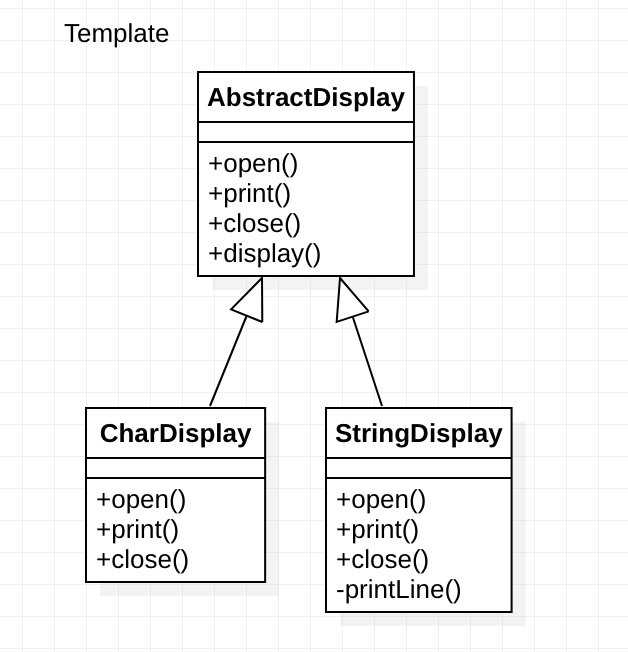 Template
AbstractDisplay
+open()
+print()
+close()
+display()
CharDisplay
+open()
+print()
+close()
StringDisplay
+open()
+print()
+close()
-printLine()